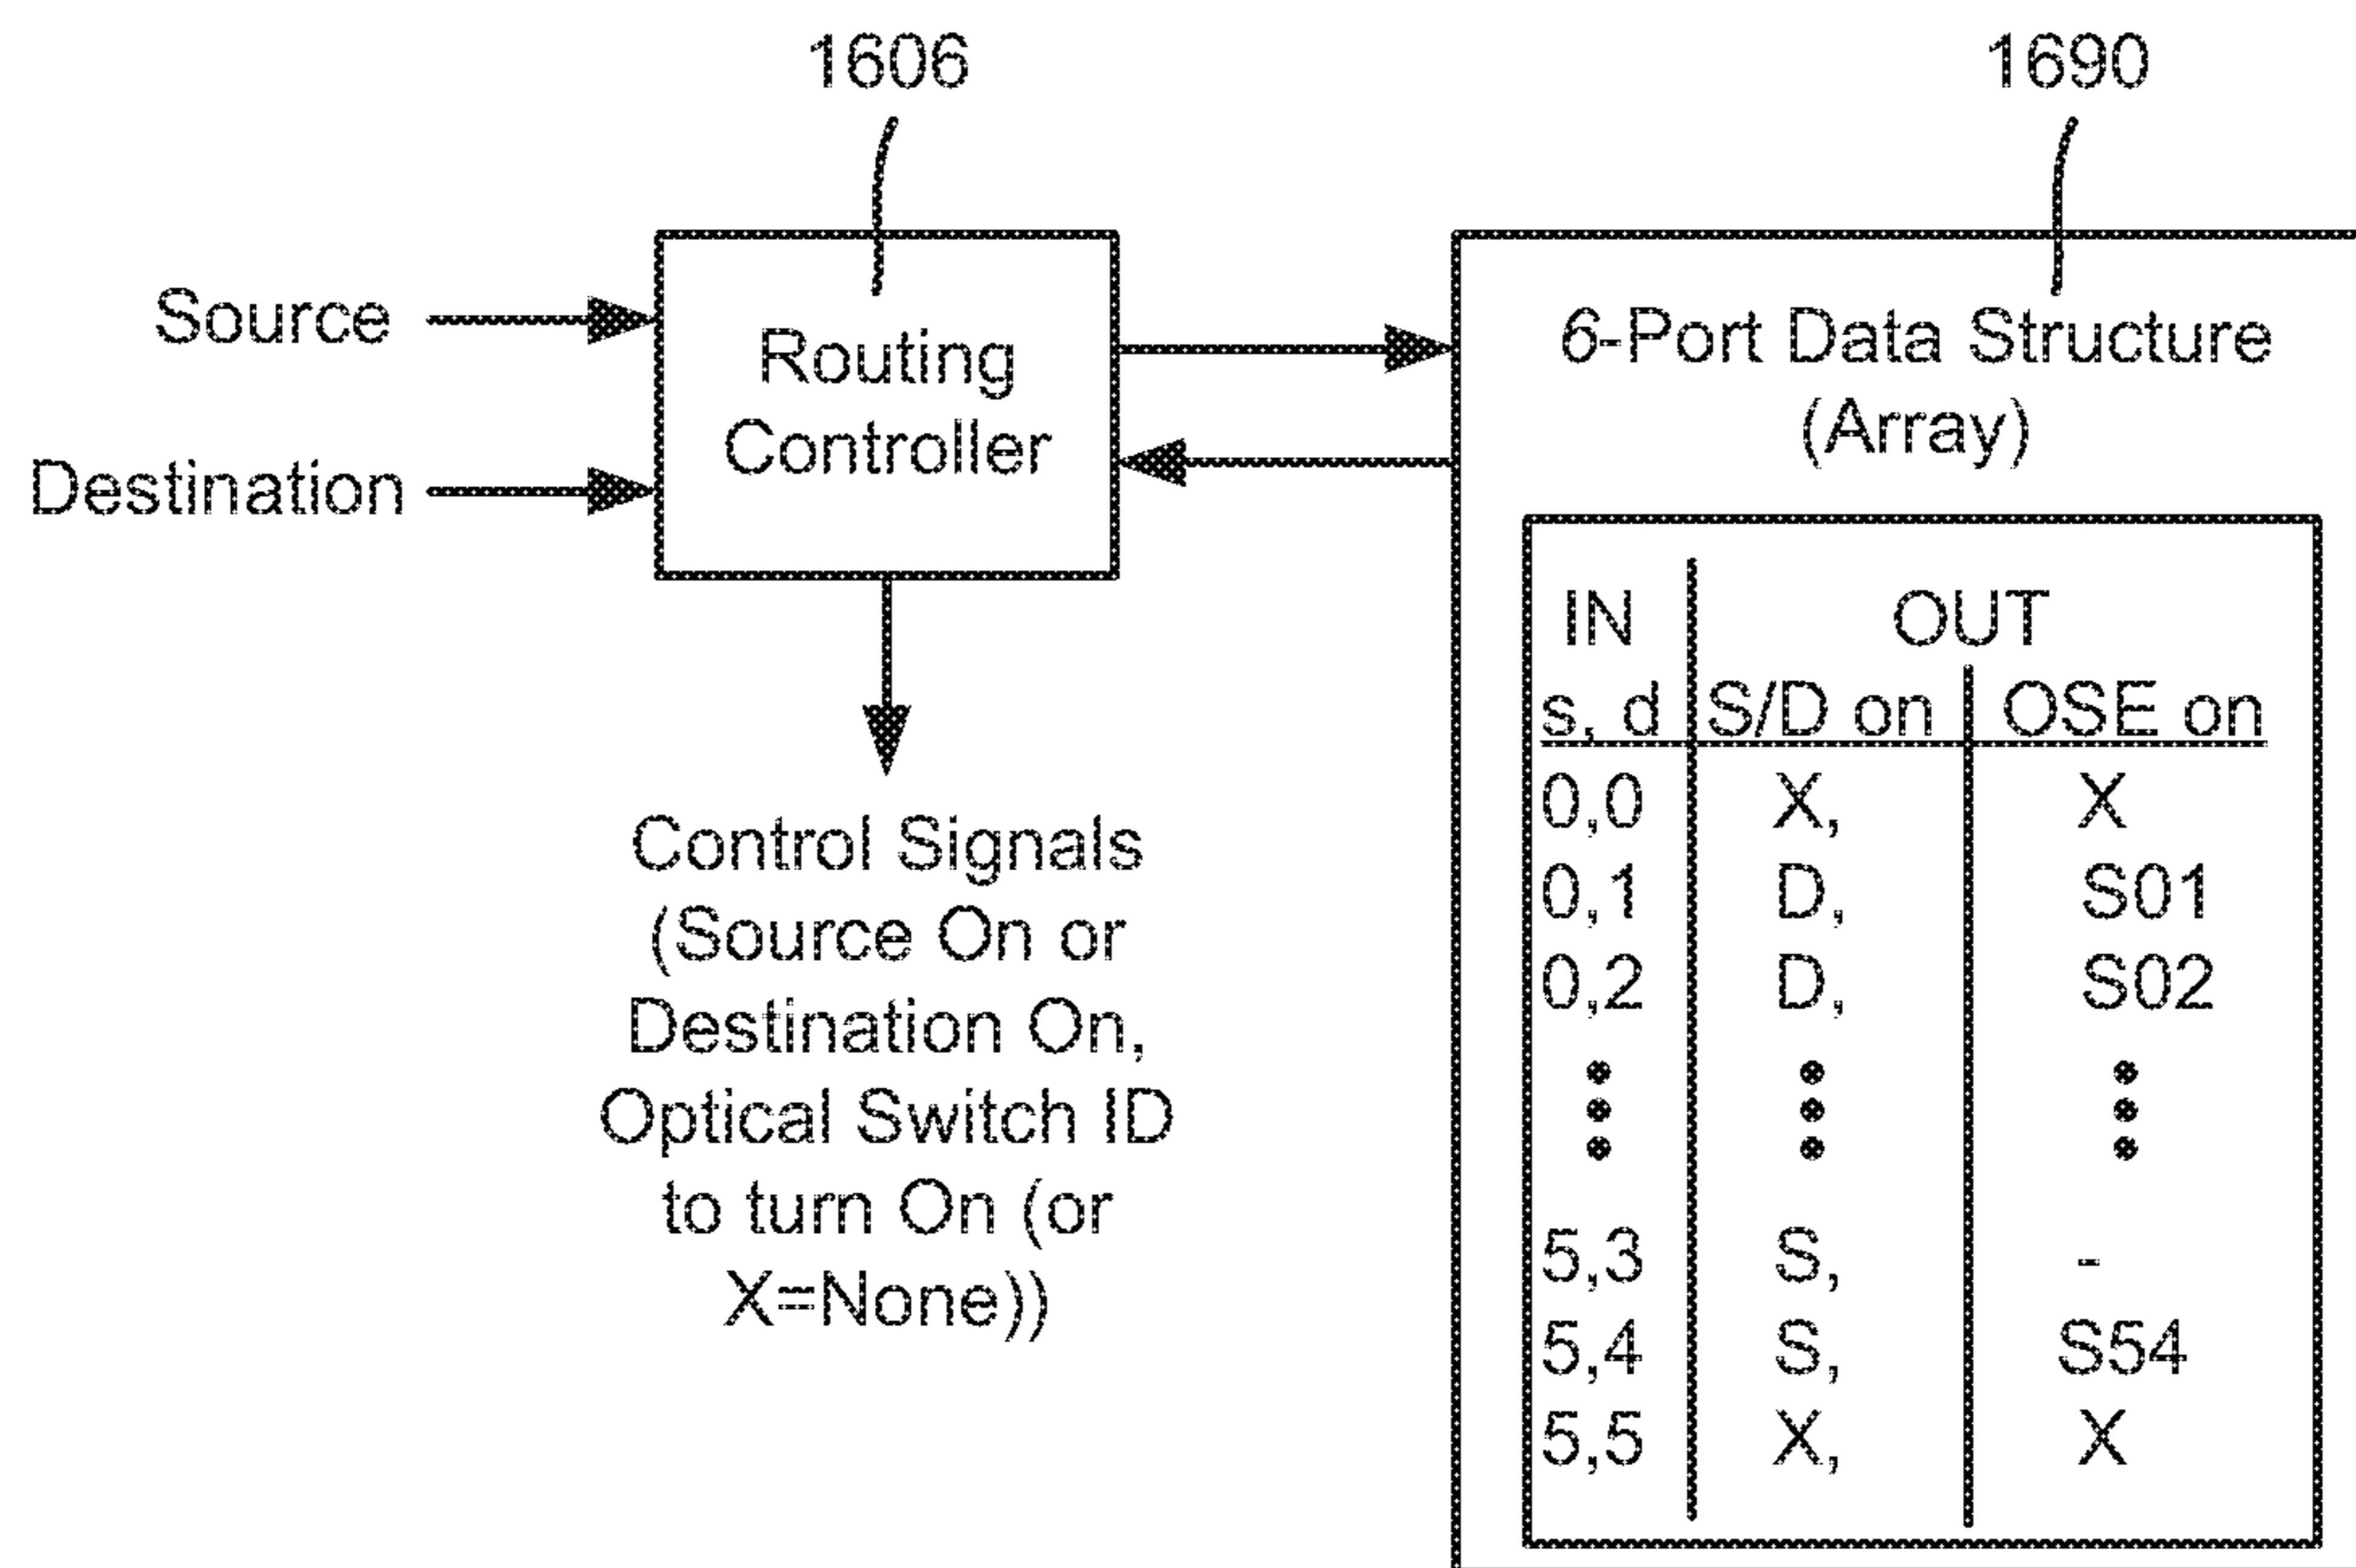 1606
1690
Source
Destination
Routing
Controller
6-Port Data Structure
(Array)
IN OUT
s, d S/D on OSE on
0,0 X, X
0,1 D, S01
0,2 D, S02
5,3 S, -
5,4 S, S54
5,5 X, X
Control Signals
(Source On or
Destination On,
Optical Switch ID
to turn On (or
X=None))